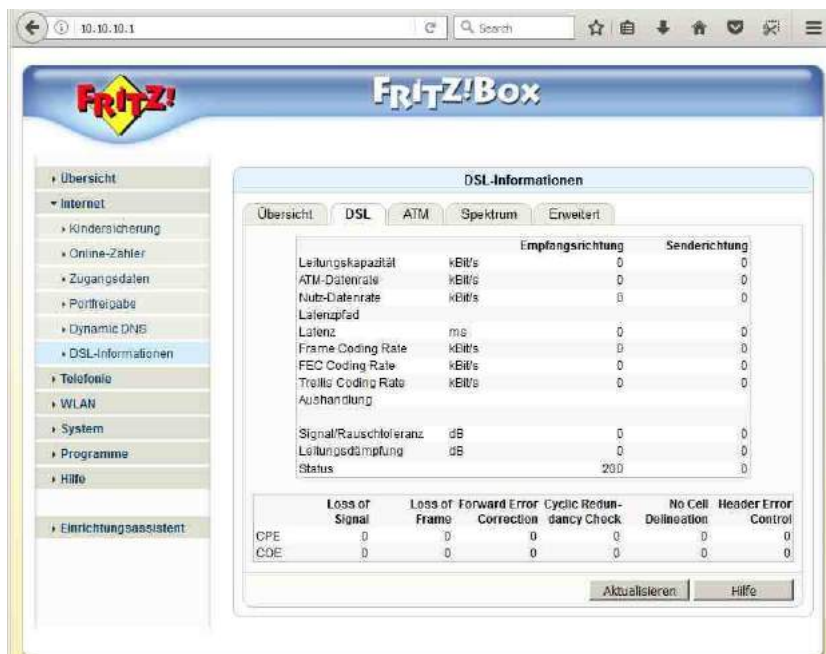 10.10.10.1
Search
FRITZ!
FRITZ!Box
Übersicht
Internet
Kindersicherung
Online-Zähler
Zugangsdaten
Portfreigabe
Dynamic DNS
DSL-Informationen
Telefonie
WLAN
System
Programme
Hilfe
Einrichtungsassistent
DSL-Informationen
Übersicht DSL ATM Spektrum Erweitert
Empfangsrichtung Senderichtung
Leitungskapazität kBit/s 0 0
ATM-Datenrate kBit/s 0 0
Nutz-Datenrate kBit/s 0 0
Latenzpfad
Latenz ms 0 0
Frame Coding Rate kBit/s 0 0
FEC Coding Rate kBit/s 0 0
Trellis Coding Rate kBit/s 0 0
Aushandlung
Signal/Rauschtoleranz dB 0 0
Leitungsdämpfung dB 0 0
Status 200 0
Loss of Loss of Forward Error Cyclic Redun- No Cell Header Error
Signal Frame Correction dancy Check Delineation Control
CPE 0 0 0 0 0 0
COE 0 0 0 0 0 0
Aktualisieren Hilfe